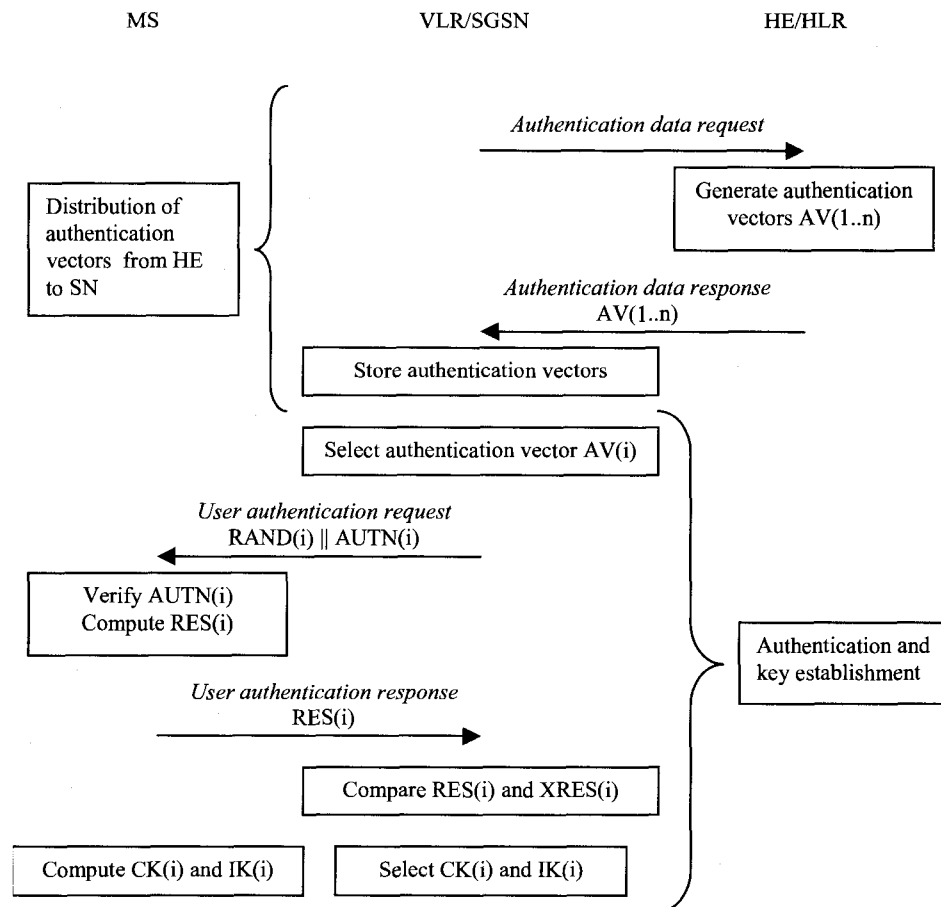 MS
VLR/SGSN
HE/HLR
Authentication data request
Generate authentication
vectors AV(1..n)
Distribution of
authentication
vectors from HE
to SN
Authentication data response
AV(1..n)
Store authentication vectors
Select authentication vector AV(i)
User authentication request
RAND(i) || AUTN(i)
Verify AUTN(i)
Compute RES(i)
Authentication and
key establishment
User authentication response
RES(i)
Compare RES(i) and XRES(i)
Compute CK(i) and IK(i)
Select CK(i) and IK(i)